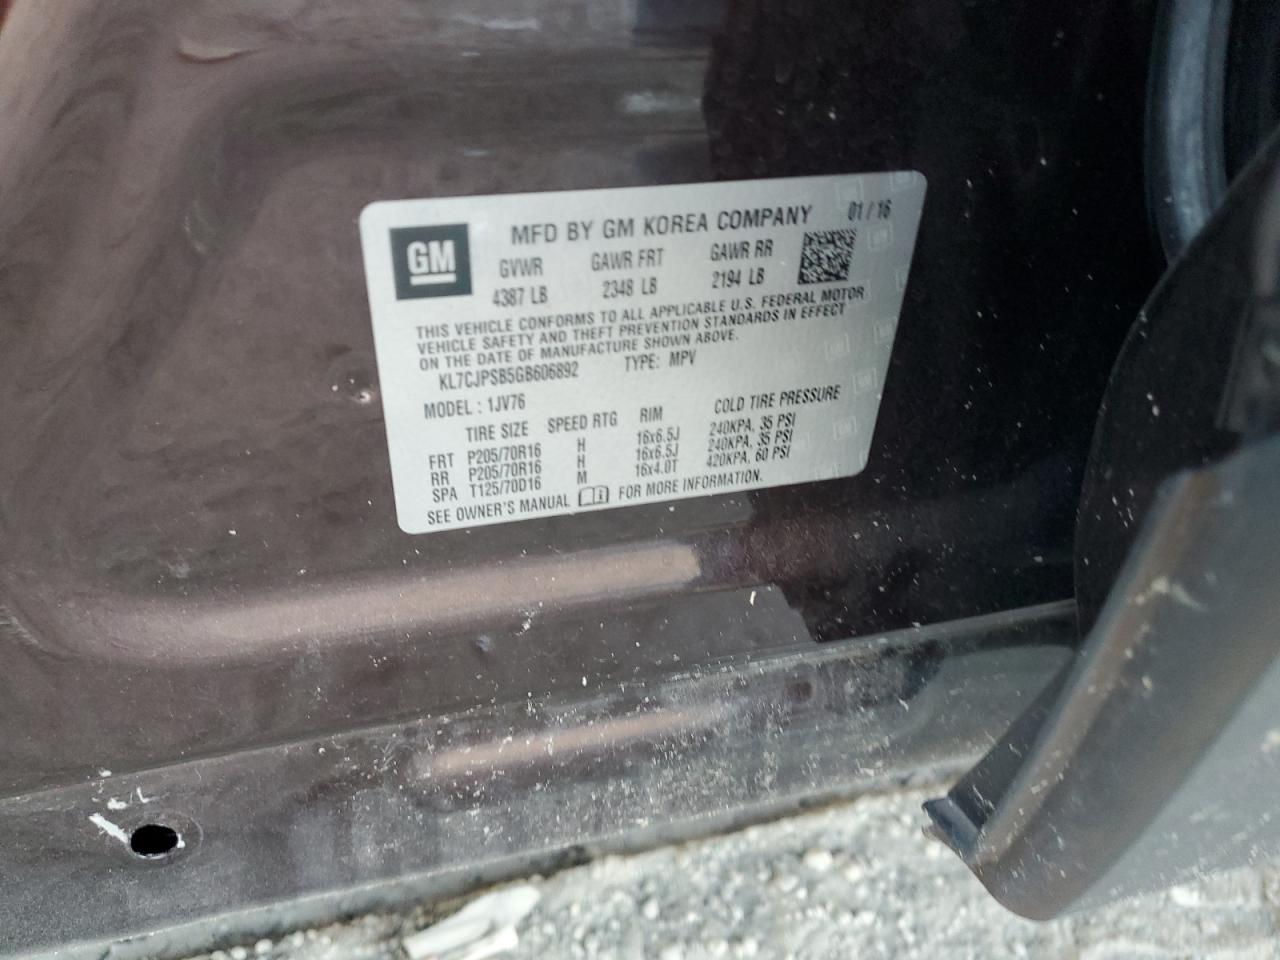 GM
MFD BY GM KOREA COMPANY 01 / 16
GVWR GAWR FRT GAWR RR
4387 LB 2348 LB 2194 LB
THIS VEHICLE CONFORMS TO ALL APPLICABLE U.S. FEDERAL MOTOR
VEHICLE SAFETY AND THEFT PREVENTION STANDARDS IN EFFECT
ON THE DATE OF MANUFACTURE SHOWN ABOVE.
KL7CJPSB5GB606892 TYPE: MPV
MODEL : 1JV76
TIRE SIZE SPEED RTG RIM COLD TIRE PRESSURE
FRT P205/70R16 H 16x6.5J 240KPA, 35 PSI
RR P205/70R16 H 16x6.5J 240KPA, 35 PSI
SPA T125/70D16 M 16x4.0T 420KPA, 60 PSI
SEE OWNER'S MANUAL FOR MORE INFORMATION.